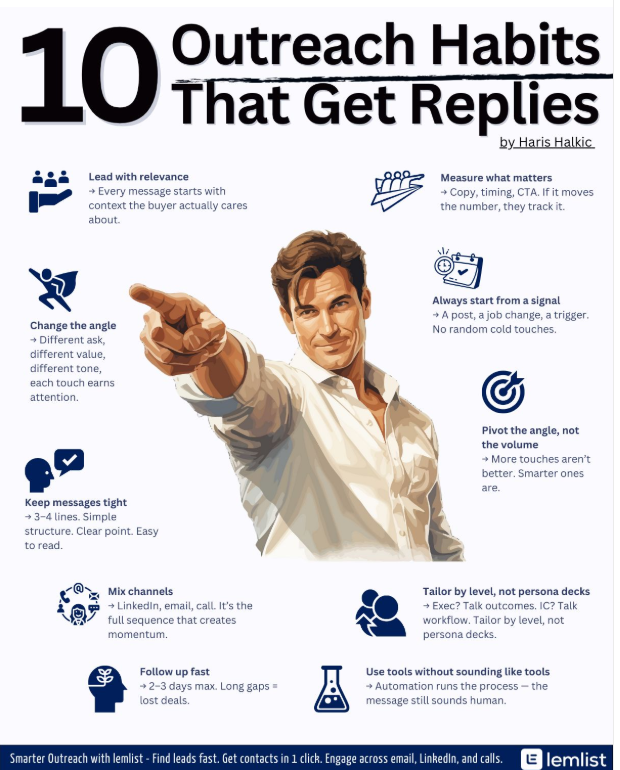 10
Outreach Habits
That Get Replies
by Haris Halkic
Lead with relevance
→ Every message starts with
context the buyer actually cares
about.
Measure what matters
→ Copy, timing, CTA. If it moves
the number, they track it.
Change the angle
→ Different ask,
different value,
different tone,
each touch earns
attention.
Always start from a signal
→ A post, a job change, a trigger.
No random cold touches.
Pivot the angle, not
the volume
→ More touches aren’t
better. Smarter ones
are.
Keep messages tight
→ 3–4 lines. Simple
structure. Clear point. Easy
to read.
Mix channels
→ LinkedIn, email, call. It’s the
full sequence that creates
momentum.
Tailor by level, not persona decks
→ Exec? Talk outcomes. IC? Talk
workflow. Tailor by level, not
persona decks.
Follow up fast
→ 2–3 days max. Long gaps =
lost deals.
Use tools without sounding like tools
→ Automation runs the process — the
message still sounds human.
Smarter Outreach with lemlist - Find leads fast. Get contacts in 1 click. Engage across email, LinkedIn, and calls.
lemlist